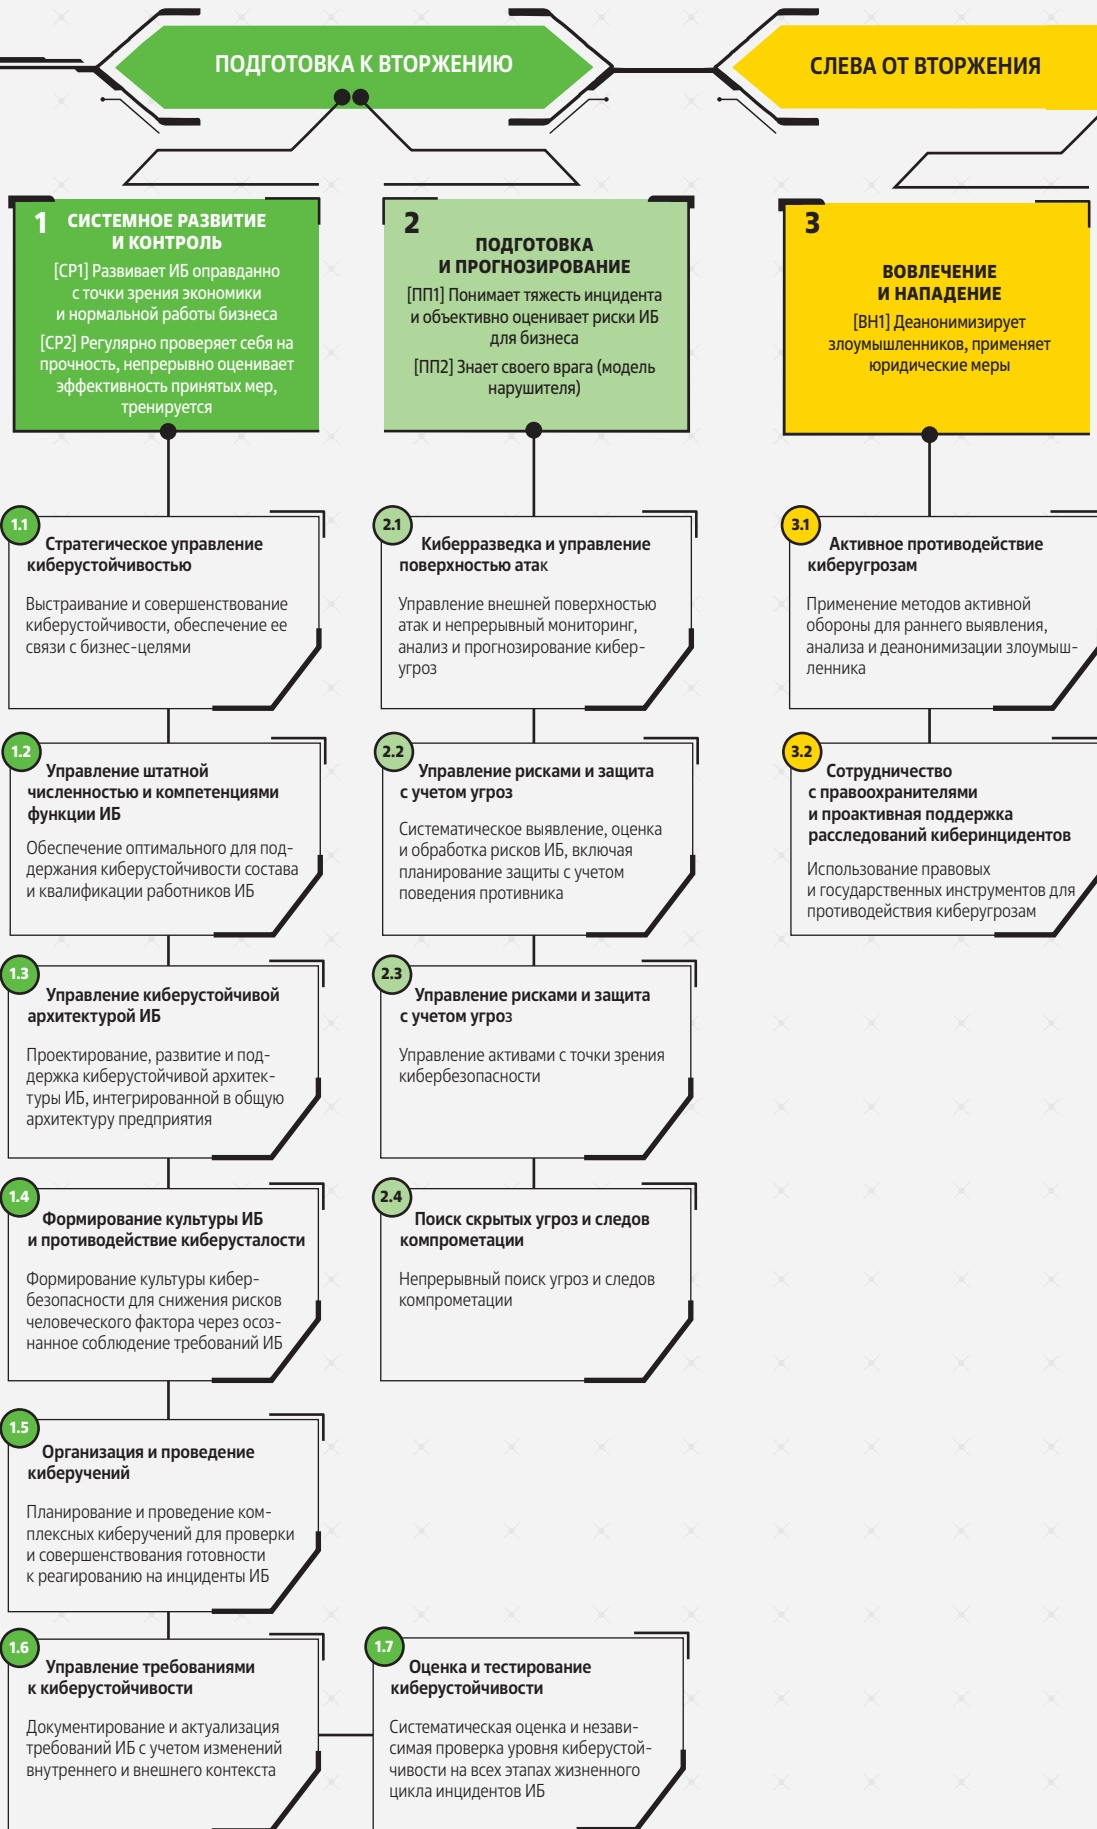 ПОДГОТОВКА К ВТОРЖЕНИЮ
СЛЕВА ОТ ВТОРЖЕНИЯ
1
СИСТЕМНОЕ РАЗВИТИЕ
И КОНТРОЛЬ
[СР1] Развивает ИБ оправданно
с точки зрения экономики
и нормальной работы бизнеса
[СР2] Регулярно проверяет себя на
прочность, непрерывно оценивает
эффективность принятых мер,
тренируется
2
ПОДГОТОВКА
И ПРОГНОЗИРОВАНИЕ
[ПП1] Понимает тяжесть инцидента
и объективно оценивает риски ИБ
для бизнеса
[ПП2] Знает своего врага (модель
нарушителя)
3
ВОВЛЕЧЕНИЕ
И НАПАДЕНИЕ
[ВН1] Деанонимизирует
злоумышленников, применяет
юридические меры
1.1
Стратегическое управление
киберустойчивостью
Выстраивание и совершенствование
киберустойчивости, обеспечение ее
связи с бизнес-целями
2.1
Киберразведка и управление
поверхностью атак
Управление внешней поверхностью
атак и непрерывный мониторинг,
анализ и прогнозирование кибер-
угроз
3.1
Активное противодействие
киберугрозам
Применение методов активной
обороны для раннего выявления,
анализа и деанонимизации злоумыш-
ленника
1.2
Управление штатной
численностью и компетенциями
функции ИБ
Обеспечение оптимального для под-
держания киберустойчивости состава
и квалификации работников ИБ
2.2
Управление рисками и защита
с учетом угроз
Систематическое выявление, оценка
и обработка рисков ИБ, включая
планирование защиты с учетом
поведения противника
3.2
Сотрудничество
с правоохранителями
и проактивная поддержка
расследований киберинцидентов
Использование правовых
и государственных инструментов для
противодействия киберугрозам
1.3
Управление киберустойчивой
архитектурой ИБ
Проектирование, развитие и под-
держка киберустойчивой архитек-
туры ИБ, интегрированной в общую
архитектуру предприятия
2.3
Управление рисками и защита
с учетом угроз
Управление активами с точки зрения
кибербезопасности
1.4
Формирование культуры ИБ
и противодействие киберусталости
Формирование культуры кибер-
безопасности для снижения рисков
человеческого фактора через осоз-
нанное соблюдение требований ИБ
2.4
Поиск скрытых угроз и следов
компрометации
Непрерывный поиск угроз и следов
компрометации
1.5
Организация и проведение
киберучений
Планирование и проведение ком-
плексных киберучений для проверки
и совершенствования готовности
к реагированию на инциденты ИБ
1.6
Управление требованиями
к киберустойчивости
Документирование и актуализация
требований ИБ с учетом изменений
внутреннего и внешнего контекста
1.7
Оценка и тестирование
киберустойчивости
Систематическая оценка и незави-
симая проверка уровня киберустой-
чивости на всех этапах жизненного
цикла инцидентов ИБ